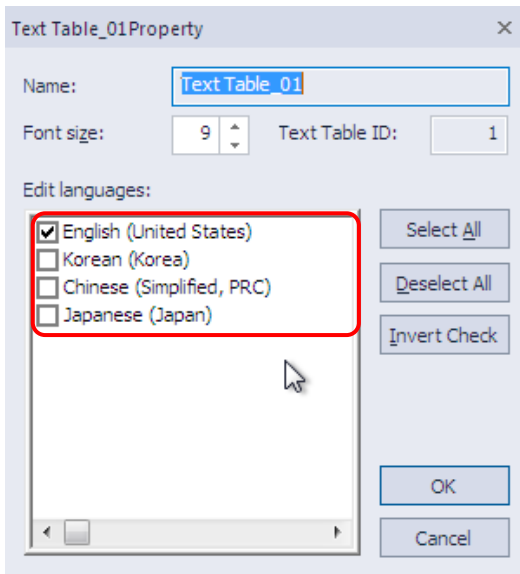 Text Table_01Property
Name: Text Table_01
Font size: 9 Text Table ID: 1
Edit languages:
English (United States)
Korean (Korea)
Chinese (Simplified, PRC)
Japanese (Japan)
Select All
Deselect All
Invert Check
OK
Cancel